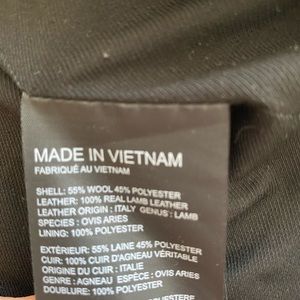 MADE IN VIETNAM
FABRIQUÉ AU VIETNAM
SHELL: 55% WOOL 45% POLYESTER
LEATHER: 100% REAL LAMB LEATHER
LEATHER ORIGIN : ITALY GENUS : LAMB
SPECIES : OVIS ARIES
LINING: 100% POLYESTER
EXTÉRIEUR: 55% LAINE 45% POLYESTER
CUIR: 100% CUIR D'AGNEAU VÉRITABLE
ORIGINE DU CUIR : ITALIE
GENRE : AGNEAU ESPÈCE : OVIS ARIES
DOUBLURE: 100% POLYESTER